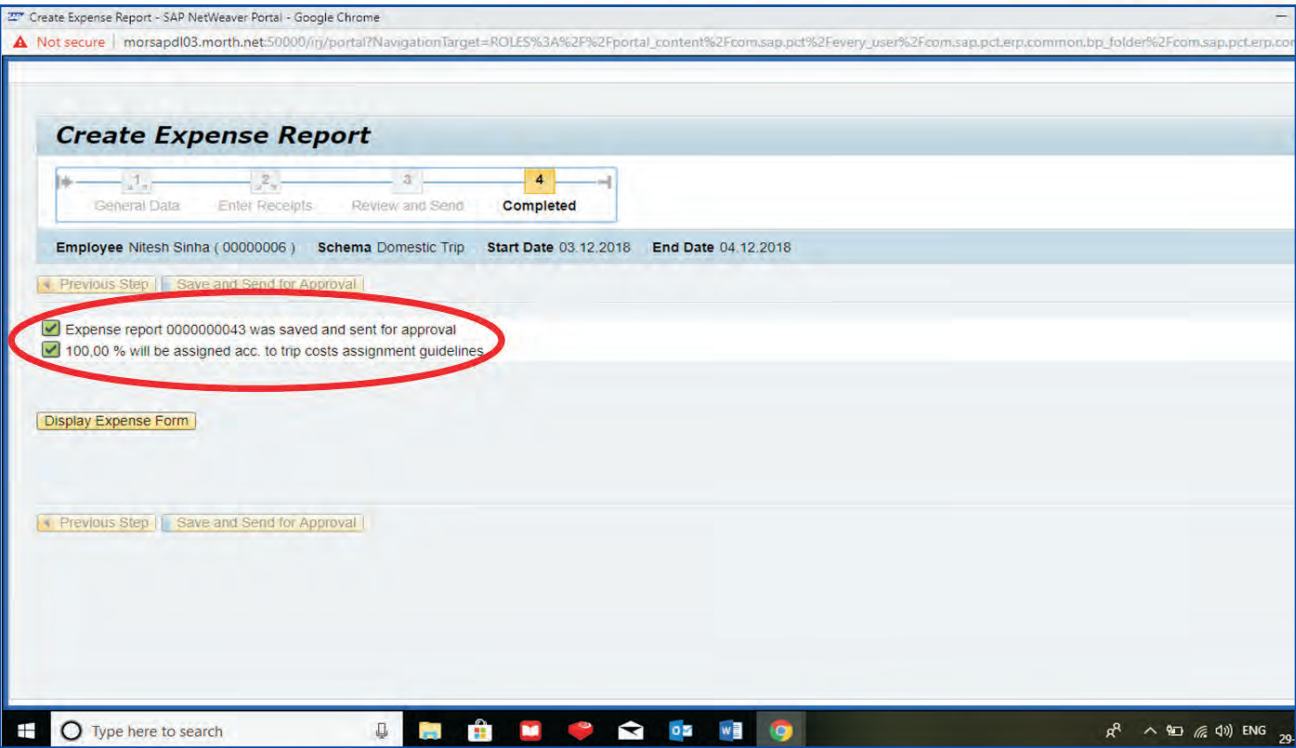 Create Expense Report - SAP NetWeaver Portal - Google Chrome
Not secure | morsapdl03.morth.net:50000/irj/portal?NavigationTarget=ROLES%3A%2F%2Fportal_content%2Fcom.sap.pct%2Fevery_user%2Fcom.sap.pct.erp.common.bp_folder%2Fcom.sap.pct.erp.com
Create Expense Report
1 2 3 4
General Data Enter Receipts Review and Send Completed
Employee Nitesh Sinha ( 00000006 ) Schema Domestic Trip Start Date 03.12.2018 End Date 04.12.2018
Previous Step Save and Send for Approval
Expense report 0000000043 was saved and sent for approval
100,00 % will be assigned acc. to trip costs assignment guidelines
Display Expense Form
Previous Step Save and Send for Approval
Type here to search
ENG
29-